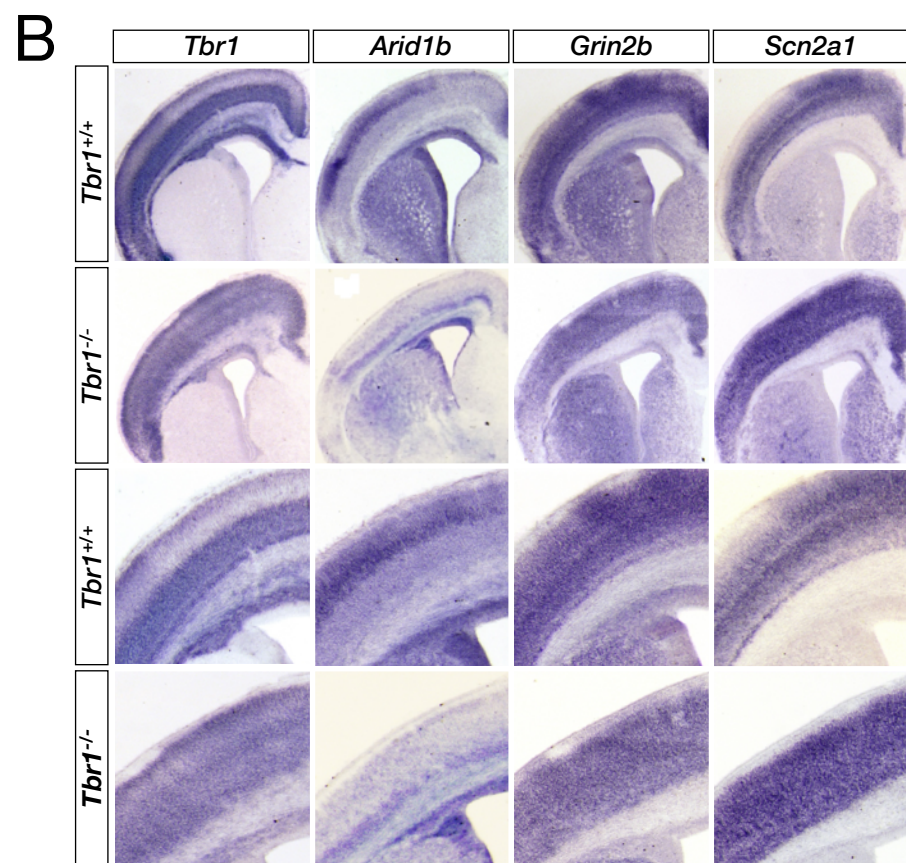 B
Tbr1 Arid1b Grin2b Scn2a1
Tbr1+/+
Tbr1-/-
Tbr1+/+
Tbr1-/-